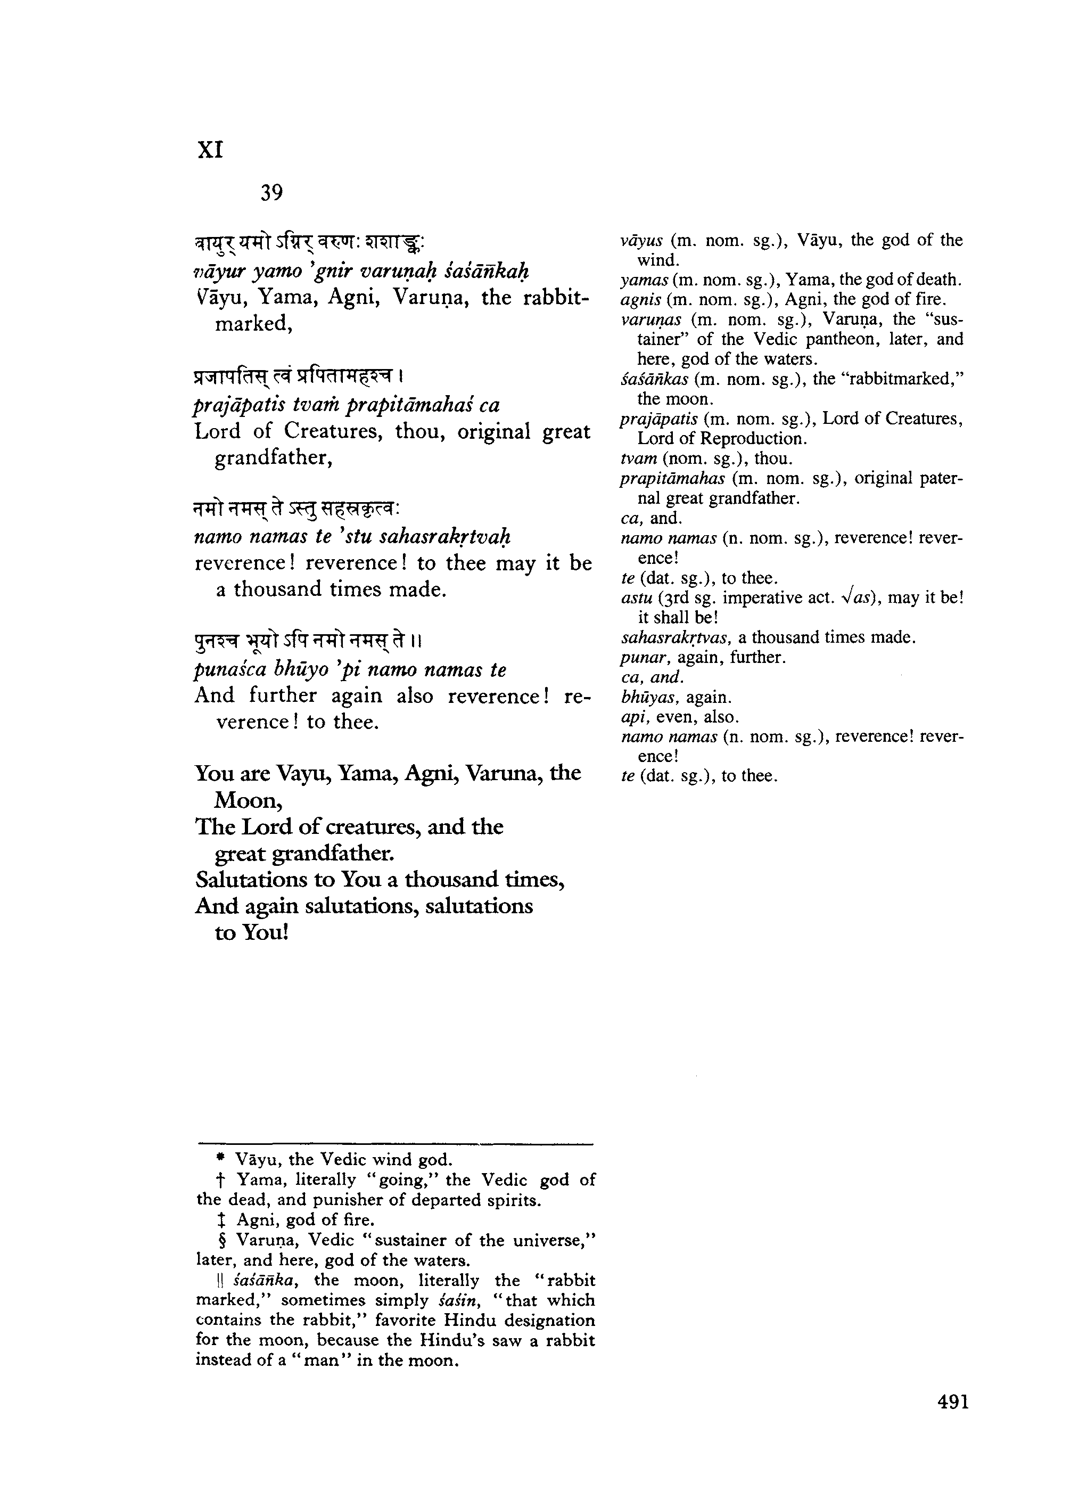 XI
39
वायुर् यमो ऽग्निर् वरुणः शशाङ्कः
vāyur yamo ’gnir varuṇaḥ śaśāñkaḥ
Vāyu, Yama, Agni, Varuṇa, the rabbit-
marked,
प्रजापतिस् त्वं प्रपितामहश्च ।
prajāpatis tvaṁ prapitāmahaś ca
Lord of Creatures, thou, original great
grandfather,
नमो नमस् ते ऽस्तु सहस्रकृत्वः
namo namas te ’stu sahasrakṛtvaḥ
reverence! reverence! to thee may it be
a thousand times made.
पुनश्च भूयो ऽपि नमो नमस् ते ॥
punaśca bhūyo ’pi namo namas te
And further again also reverence! re-
verence! to thee.
You are Vayu, Yama, Agni, Varuna, the
Moon,
The Lord of creatures, and the
great grandfather.
Salutations to You a thousand times,
And again salutations, salutations
to You!
vāyus (m. nom. sg.), Vāyu, the god of the
wind.
yamas (m. nom. sg.), Yama, the god of death.
agnis (m. nom. sg.), Agni, the god of fire.
varuṇas (m. nom. sg.), Varuṇa, the “sus-
tainer” of the Vedic pantheon, later, and
here, god of the waters.
śaśāñkas (m. nom. sg.), the “rabbitmarked,”
the moon.
prajāpatis (m. nom. sg.), Lord of Creatures,
Lord of Reproduction.
tvam (nom. sg.), thou.
prapitāmahas (m. nom. sg.), original pater-
nal great grandfather.
ca, and.
namo namas (n. nom. sg.), reverence! rever-
ence!
te (dat. sg.), to thee.
astu (3rd sg. imperative act. √as), may it be!
it shall be!
sahasrakṛtvas, a thousand times made.
punar, again, further.
ca, and.
bhūyas, again.
api, even, also.
namo namas (n. nom. sg.), reverence! rever-
ence!
te (dat. sg.), to thee.
* Vāyu, the Vedic wind god.
† Yama, literally “going,” the Vedic god of
the dead, and punisher of departed spirits.
‡ Agni, god of fire.
§ Varuṇa, Vedic “sustainer of the universe,”
later, and here, god of the waters.
|| śaśāñka, the moon, literally the “rabbit
marked,” sometimes simply śaśin, “that which
contains the rabbit,” favorite Hindu designation
for the moon, because the Hindu’s saw a rabbit
instead of a “man” in the moon.
491